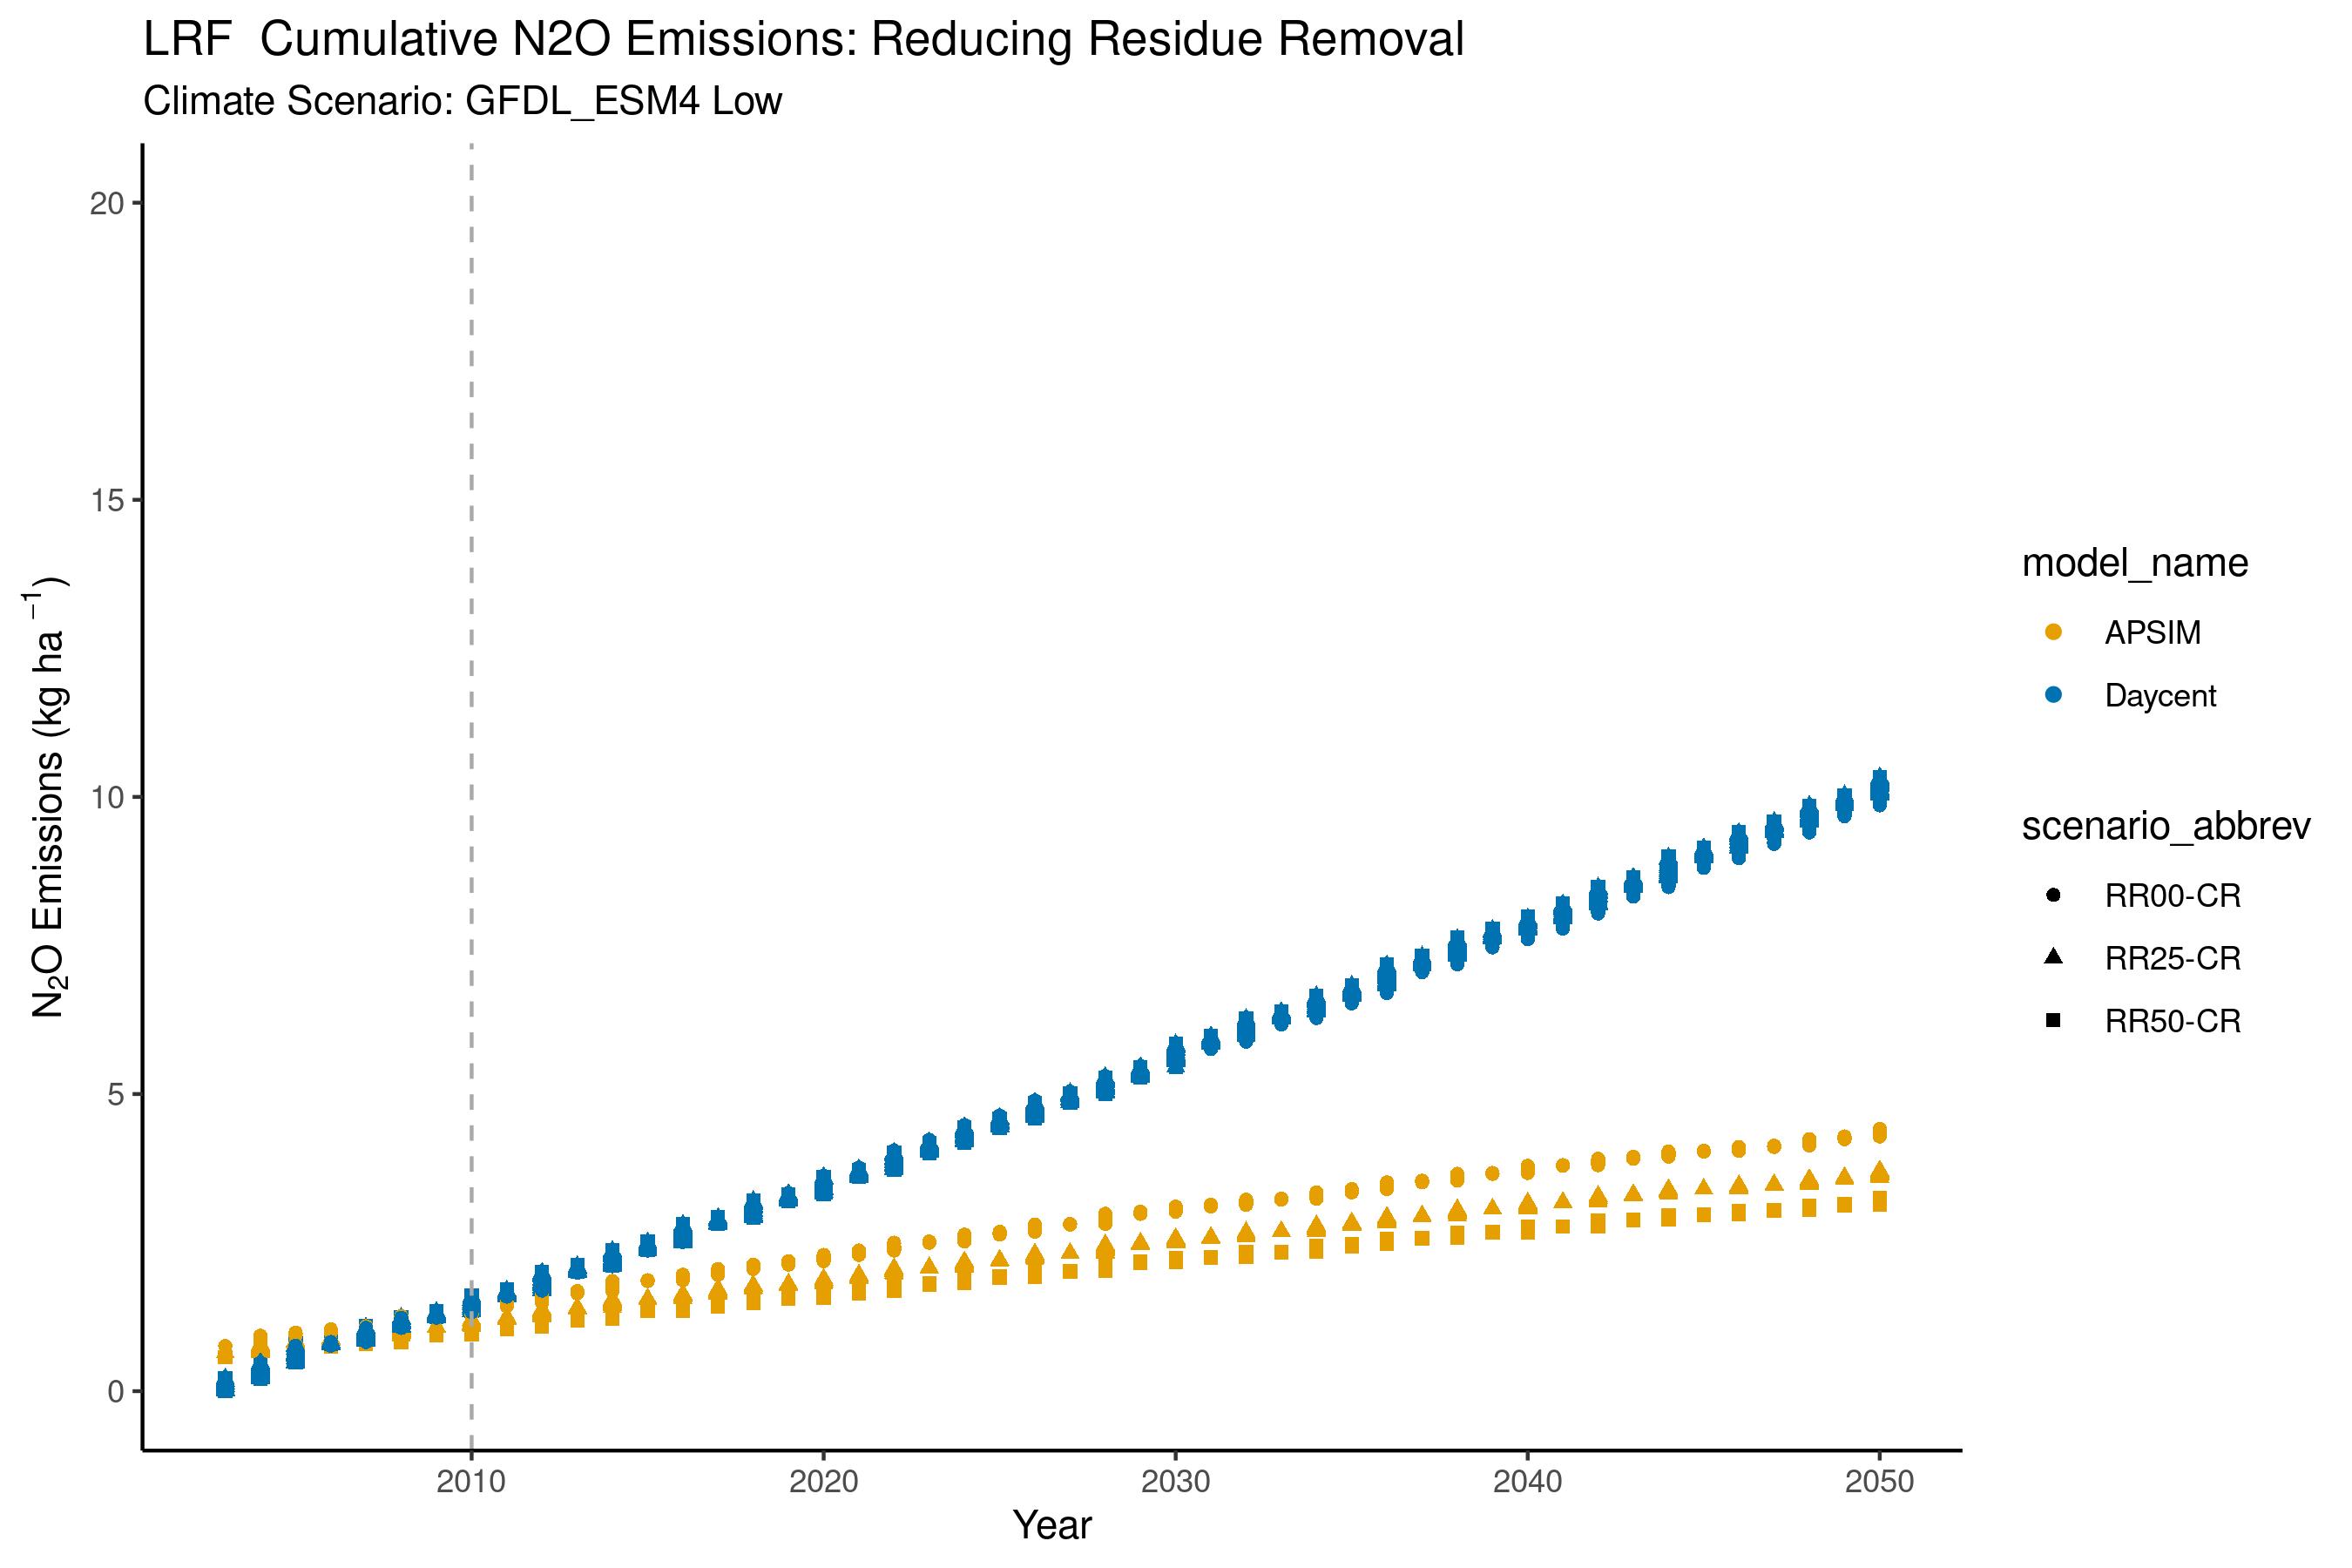 LRF  Cumulative N2O Emissions: Reducing Residue Removal
Climate Scenario: GFDL_ESM4 Low
N₂O Emissions (kg ha ⁻¹)
20
15
10
5
0
2010 2020 2030 2040 2050
Year
model_name
APSIM
Daycent
scenario_abbrev
RR00-CR
RR25-CR
RR50-CR